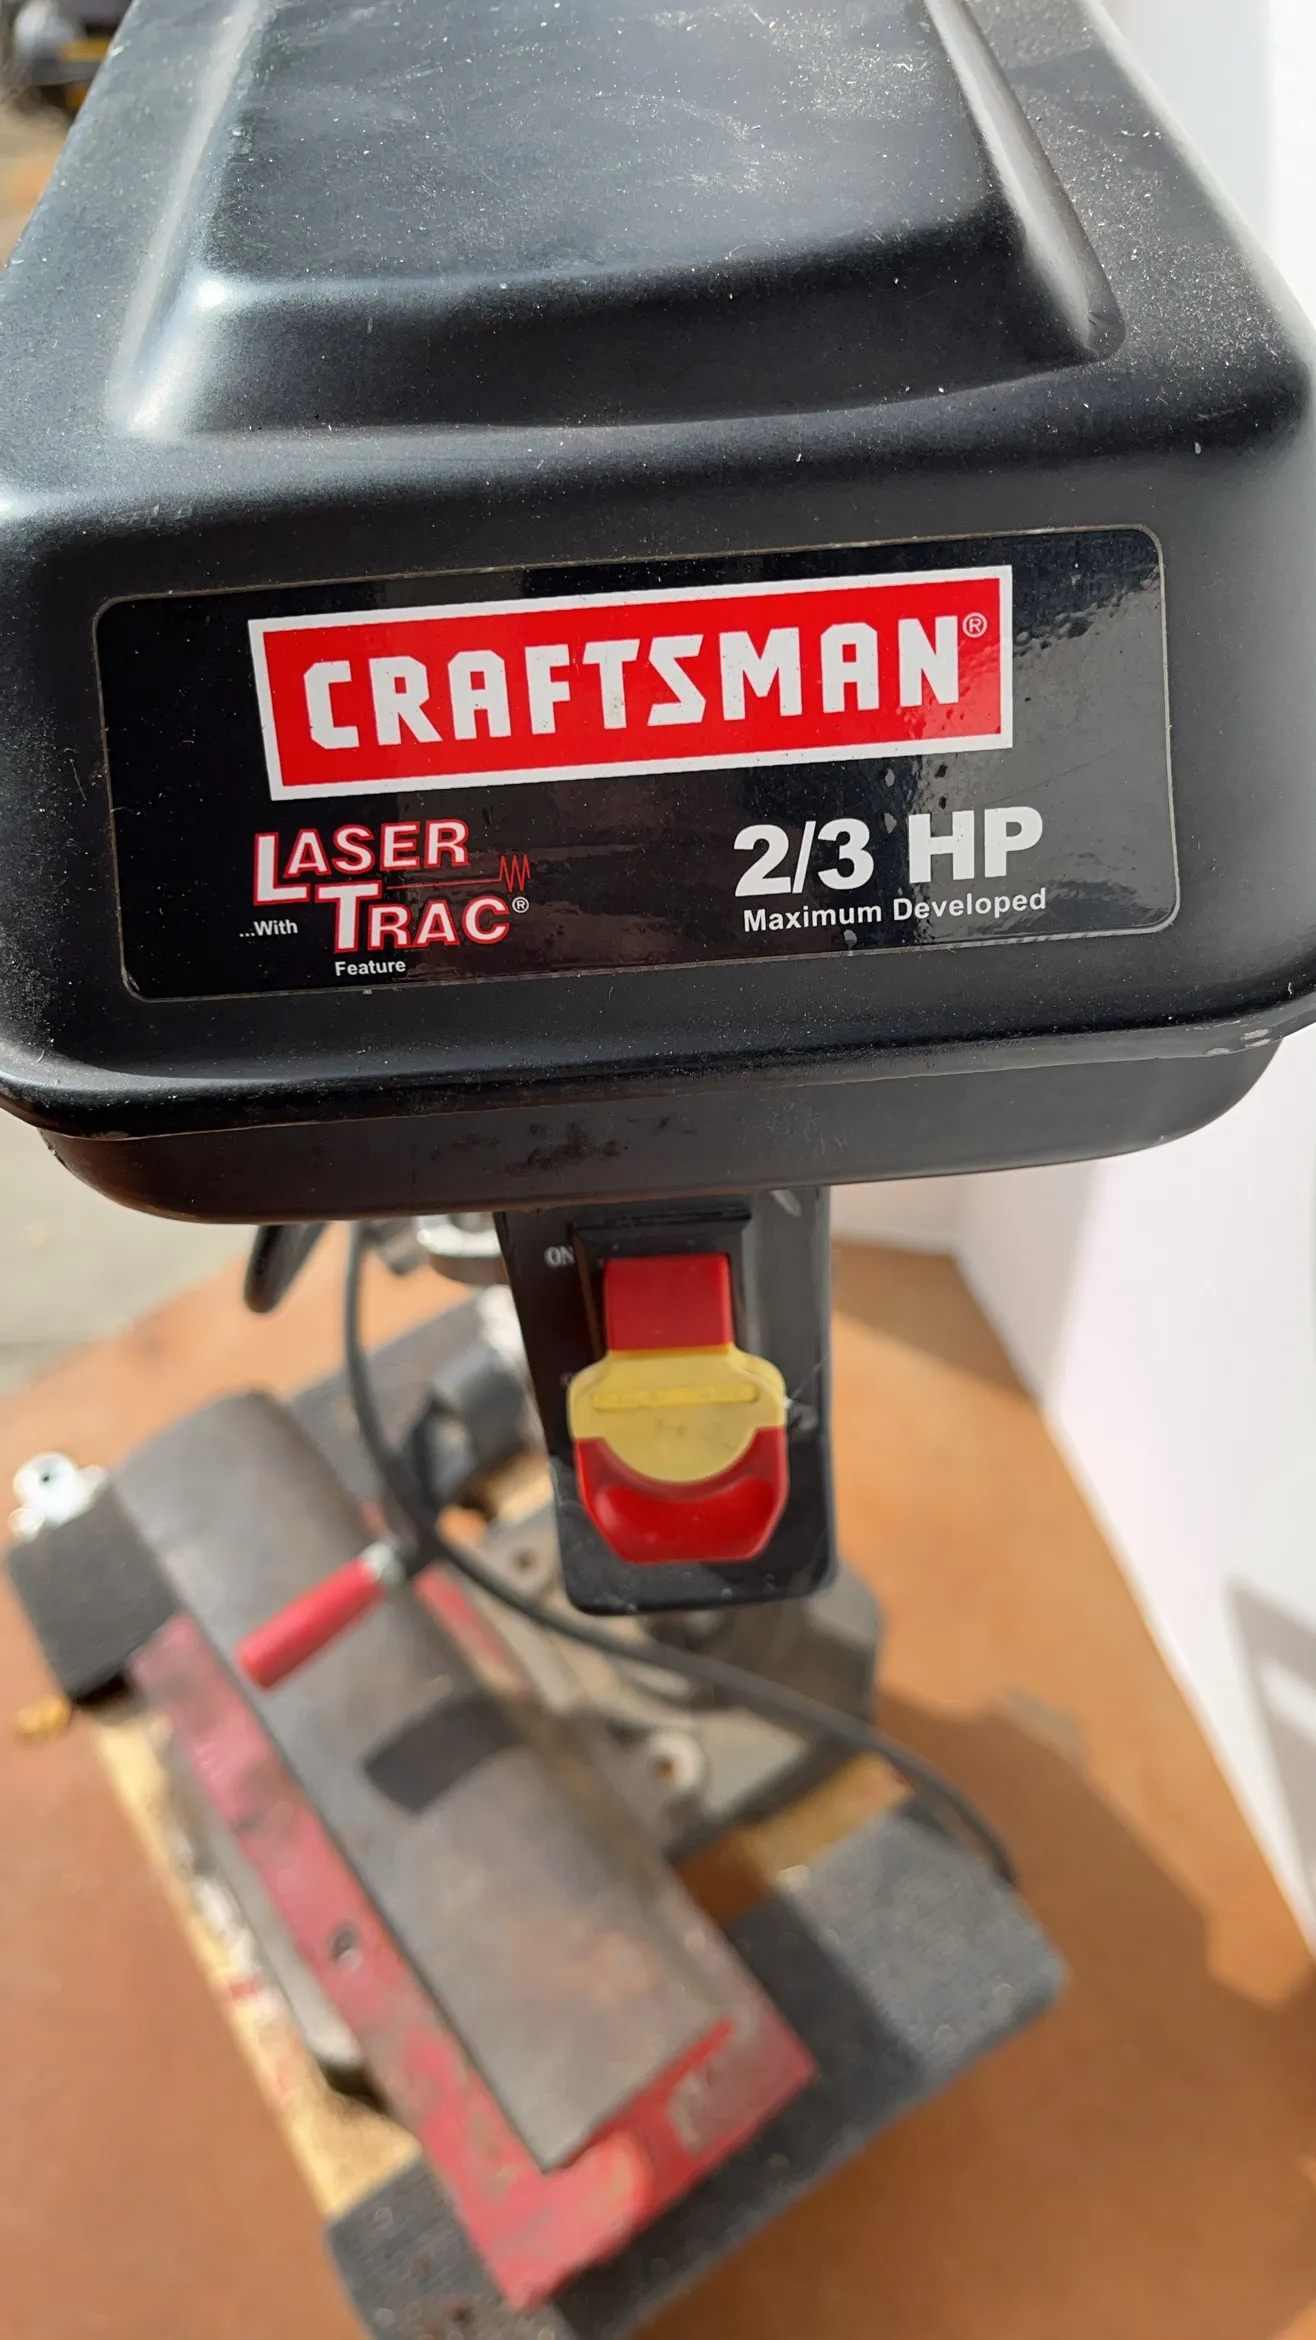 CRAFTSMAN®
LASER
...With TRAC®
Feature
2/3 HP
Maximum Developed
ON